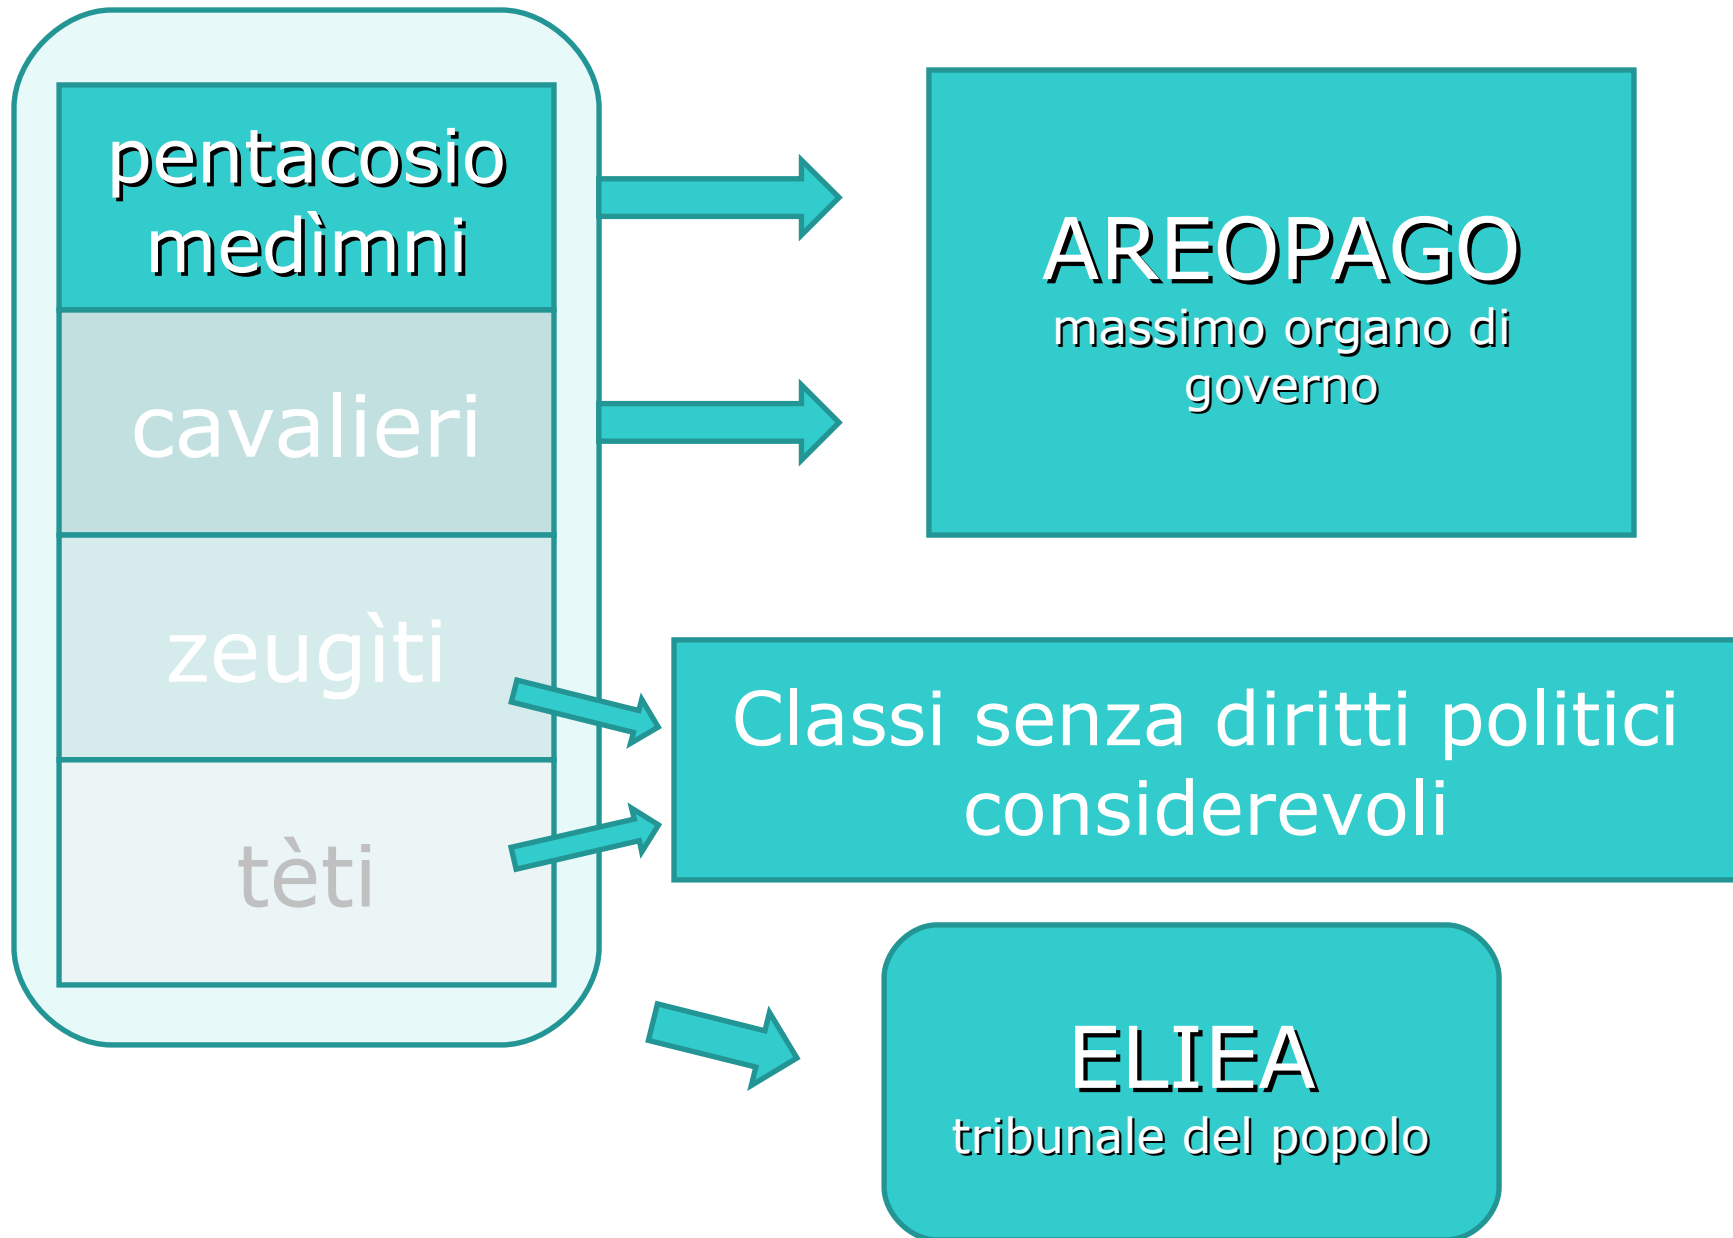 pentacosio
medìmni
cavalieri
zeugìti
tèti
AREOPAGO
massimo organo di
governo
Classi senza diritti politici
considerevoli
ELIEA
tribunale del popolo